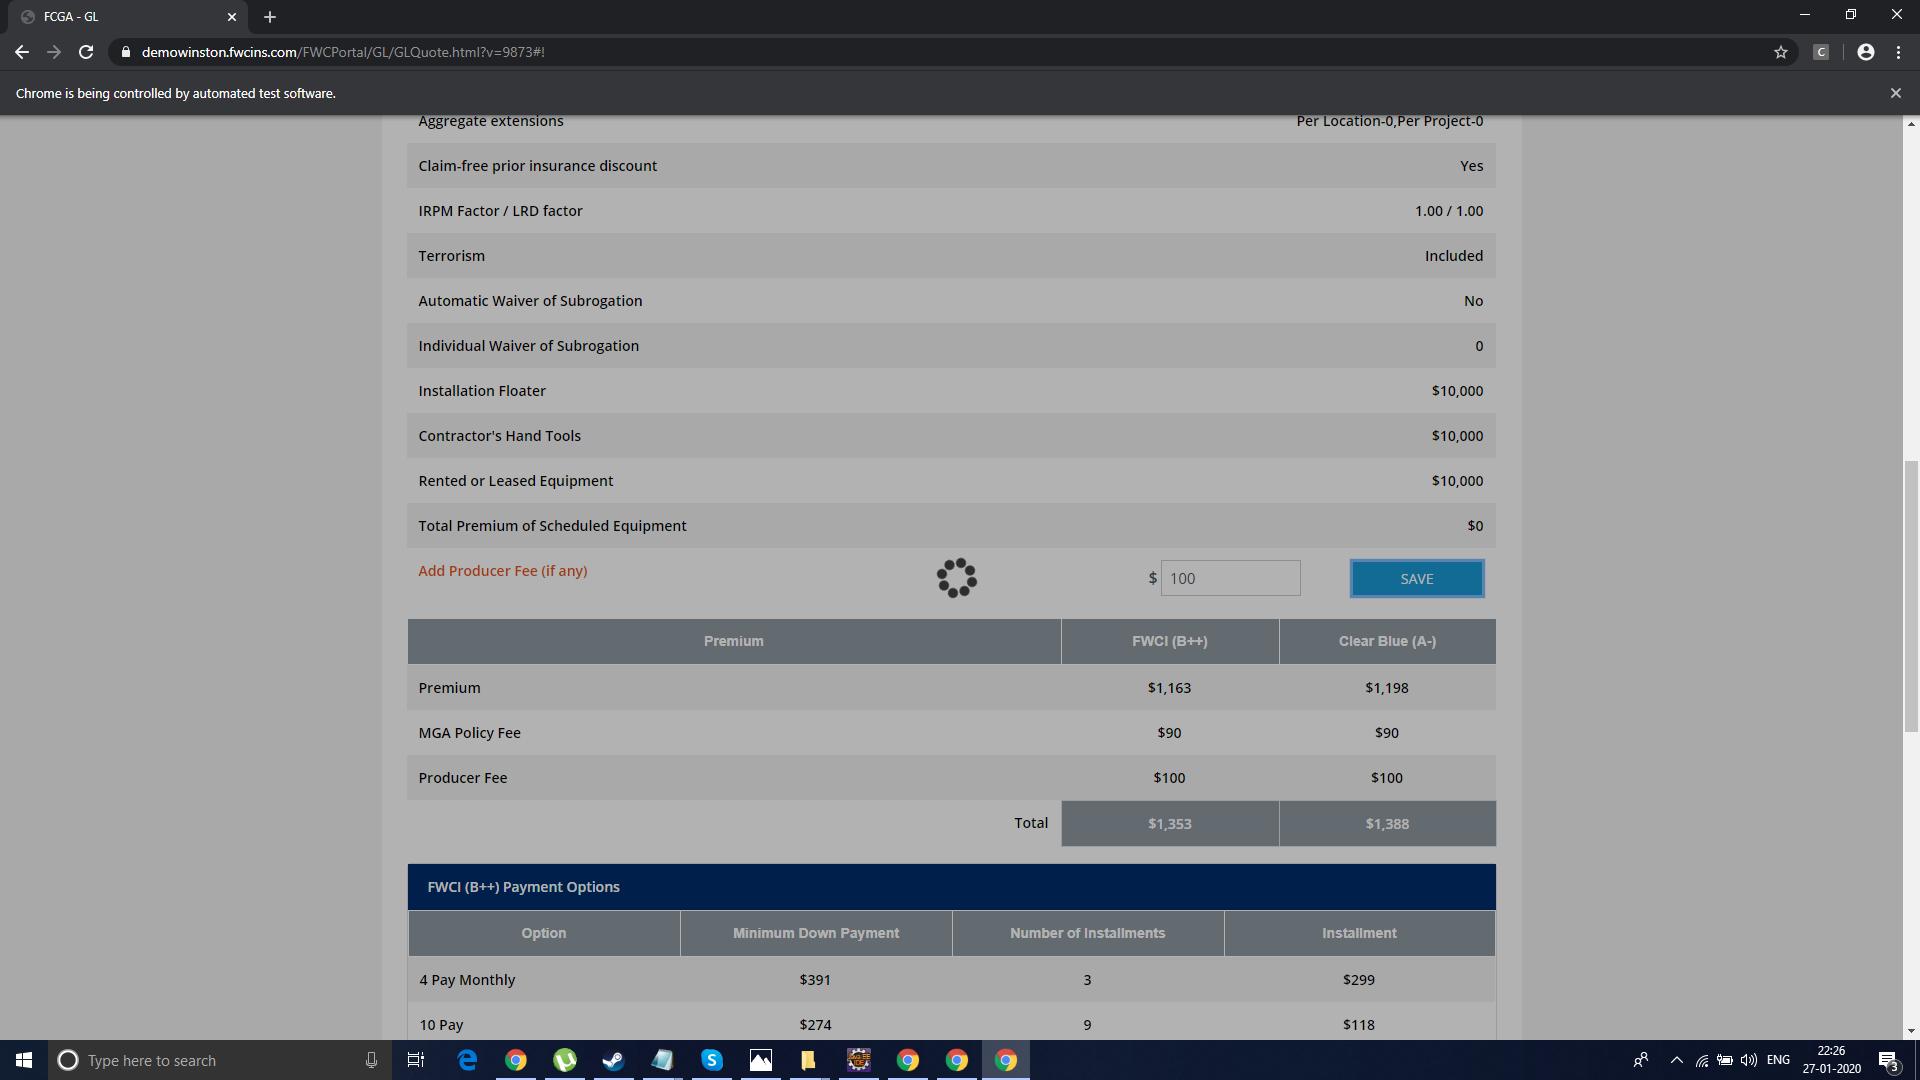 FCGA - GL
demowinston.fwcins.com/FWCPortal/GL/GLQuote.html?v=9873#!
C
Chrome is being controlled by automated test software.
Aggregate extensions Per Location-0,Per Project-0
Claim-free prior insurance discount Yes
IRPM Factor / LRD factor 1.00 / 1.00
Terrorism Included
Automatic Waiver of Subrogation No
Individual Waiver of Subrogation 0
Installation Floater $10,000
Contractor's Hand Tools $10,000
Rented or Leased Equipment $10,000
Total Premium of Scheduled Equipment $0
Add Producer Fee (if any) $ 100 SAVE
Premium FWCI (B++) Clear Blue (A-)
Premium $1,163 $1,198
MGA Policy Fee $90 $90
Producer Fee $100 $100
Total $1,353 $1,388
FWCI (B++) Payment Options
Option Minimum Down Payment Number of Installments Installment
4 Pay Monthly $391 3 $299
10 Pay $274 9 $118
Type here to search
ENG
22:26
27-01-2020
3